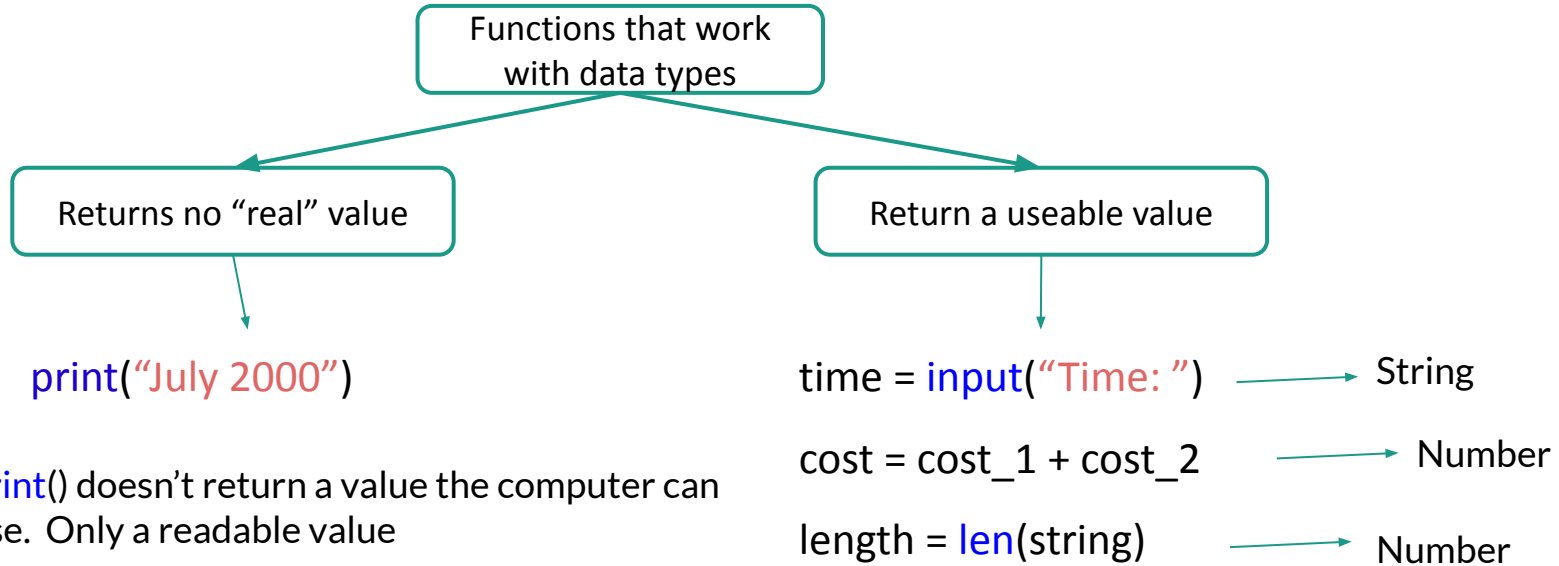 Functions that work
with data types
Returns no “real” value
Return a useable value
print(“July 2000”)
time = input(“Time: ”)
String
cost = cost_1 + cost_2
Number
int() doesn’t return a value the computer can
se. Only a readable value
length = len(string)
Number